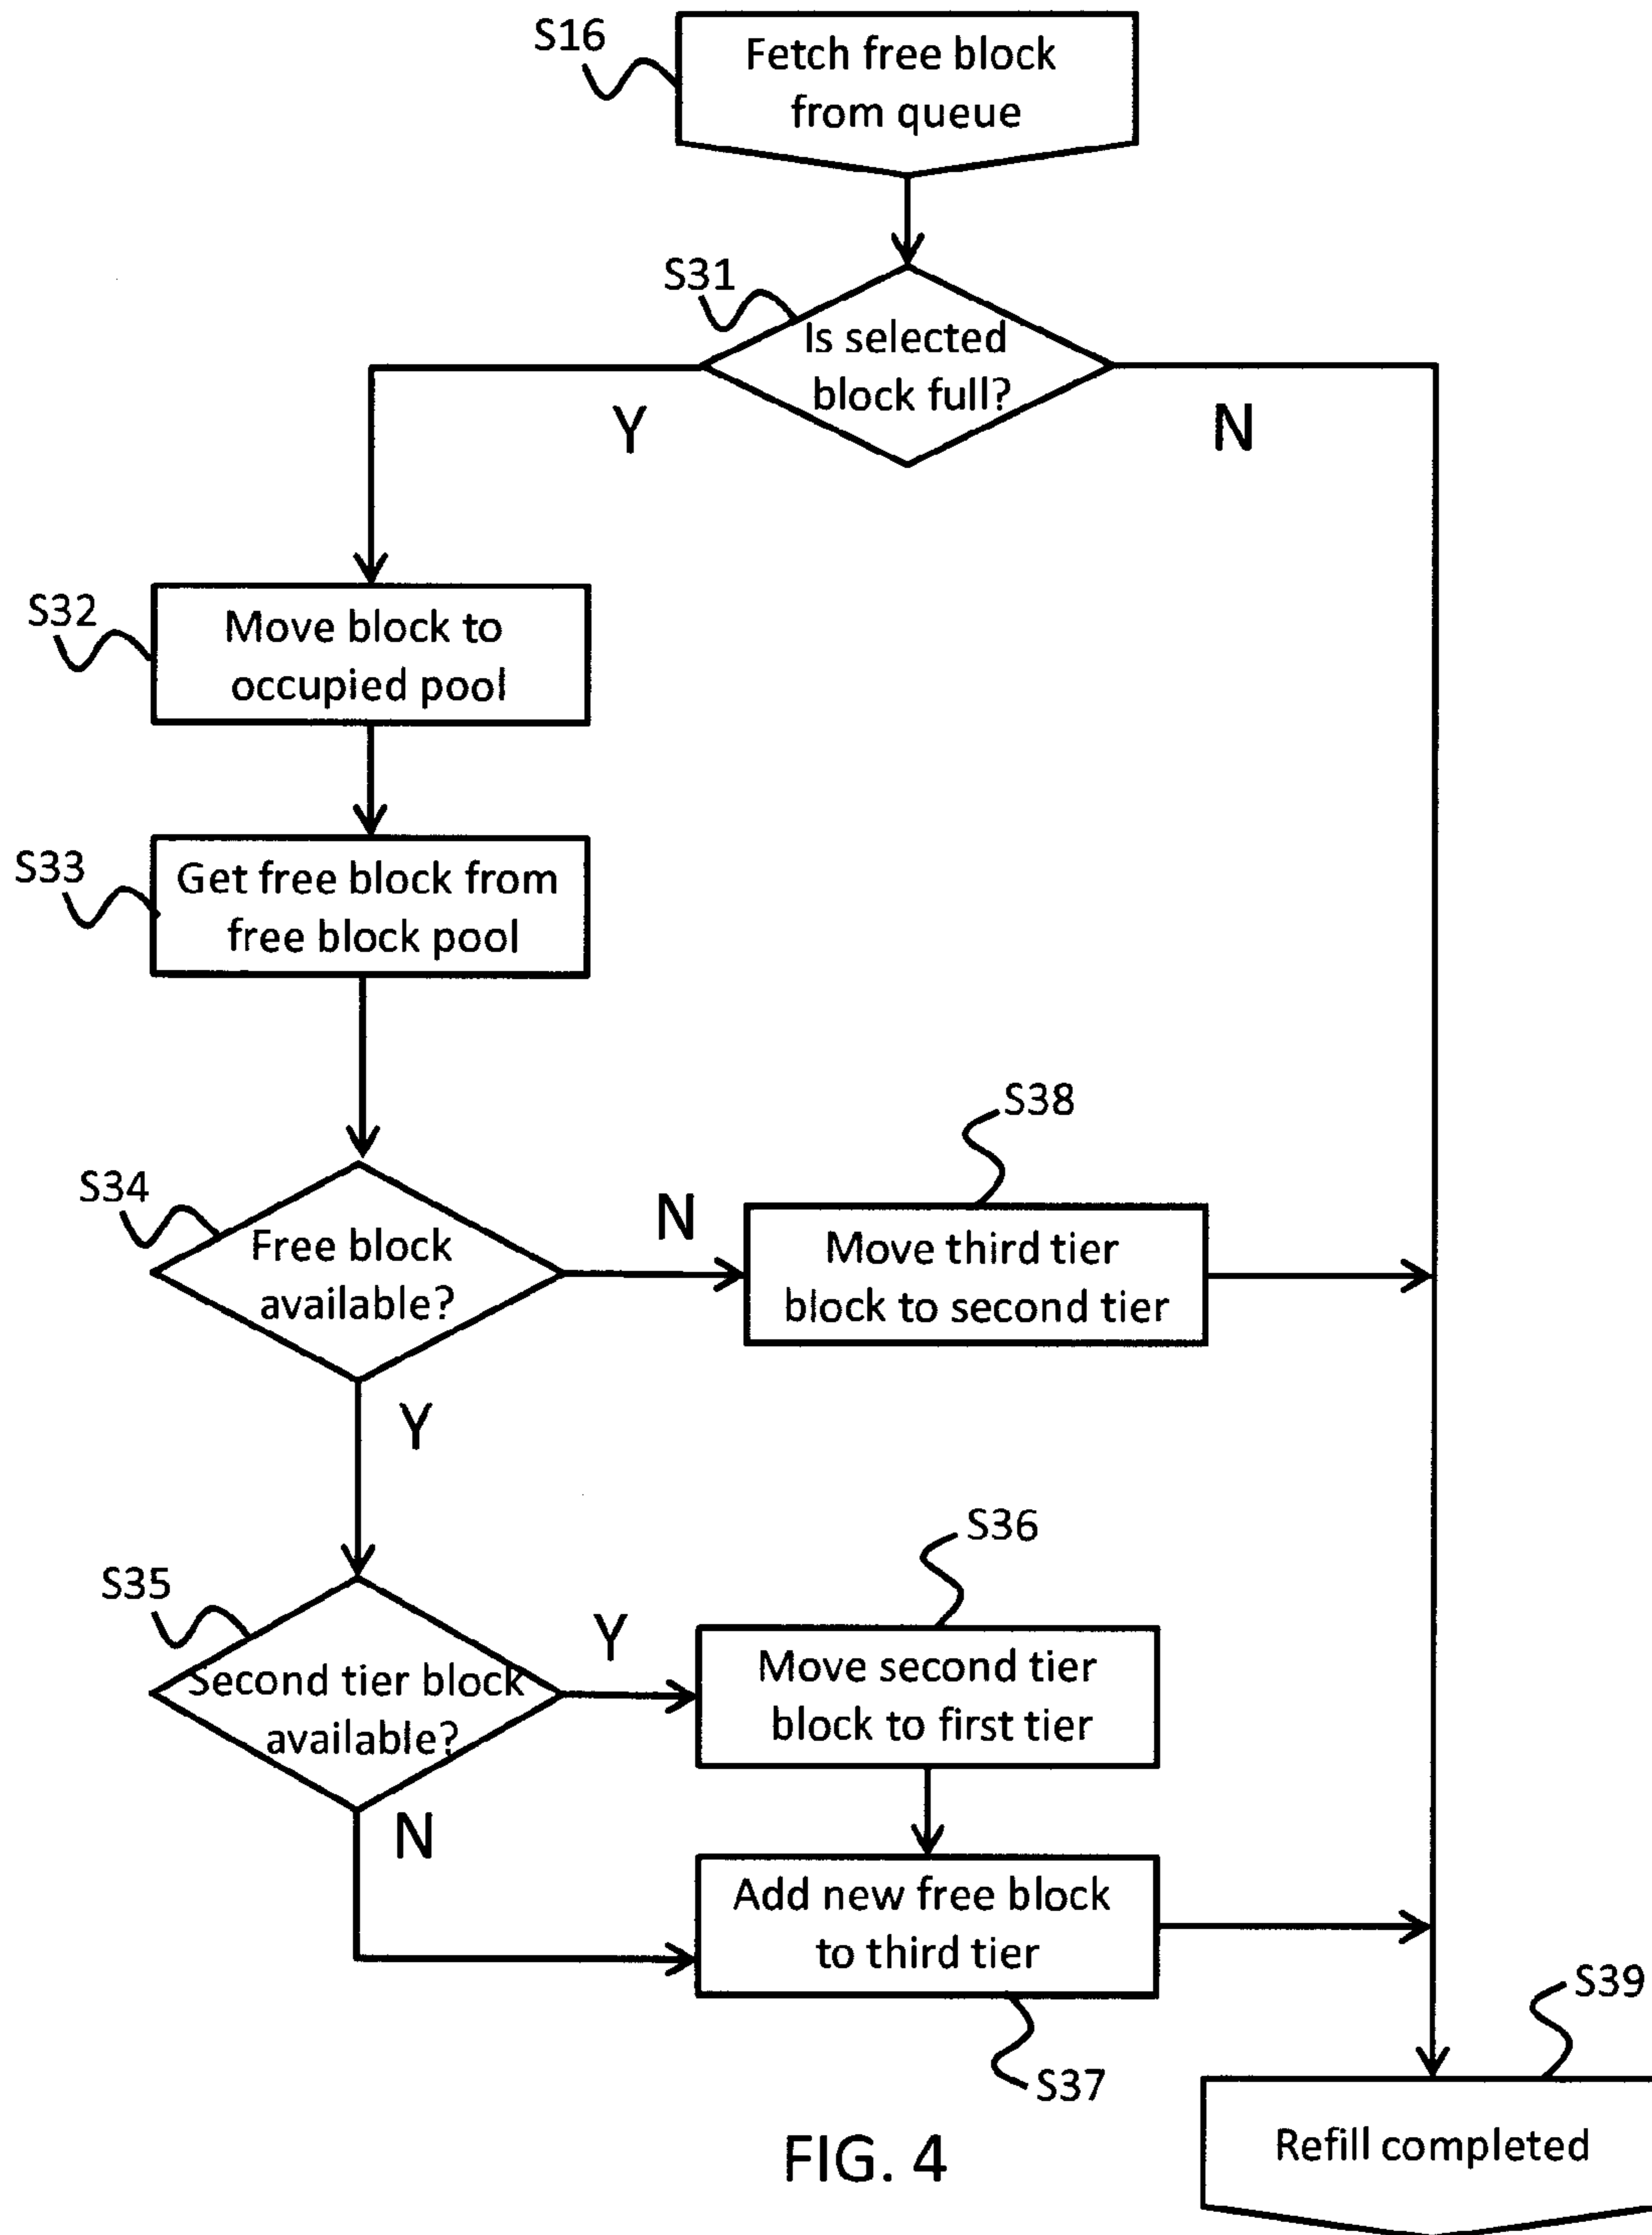 S16
Fetch free block
from queue
S31
Is selected
block full?
Y
N
S32
Move block to
occupied pool
S33
Get free block from
free block pool
S38
S34
Free block
available?
N
Move third tier
block to second tier
Y
S36
S35
Second tier block
available?
Y
Move second tier
block to first tier
N
Add new free block
to third tier
S39
S37
Refill completed
FIG. 4